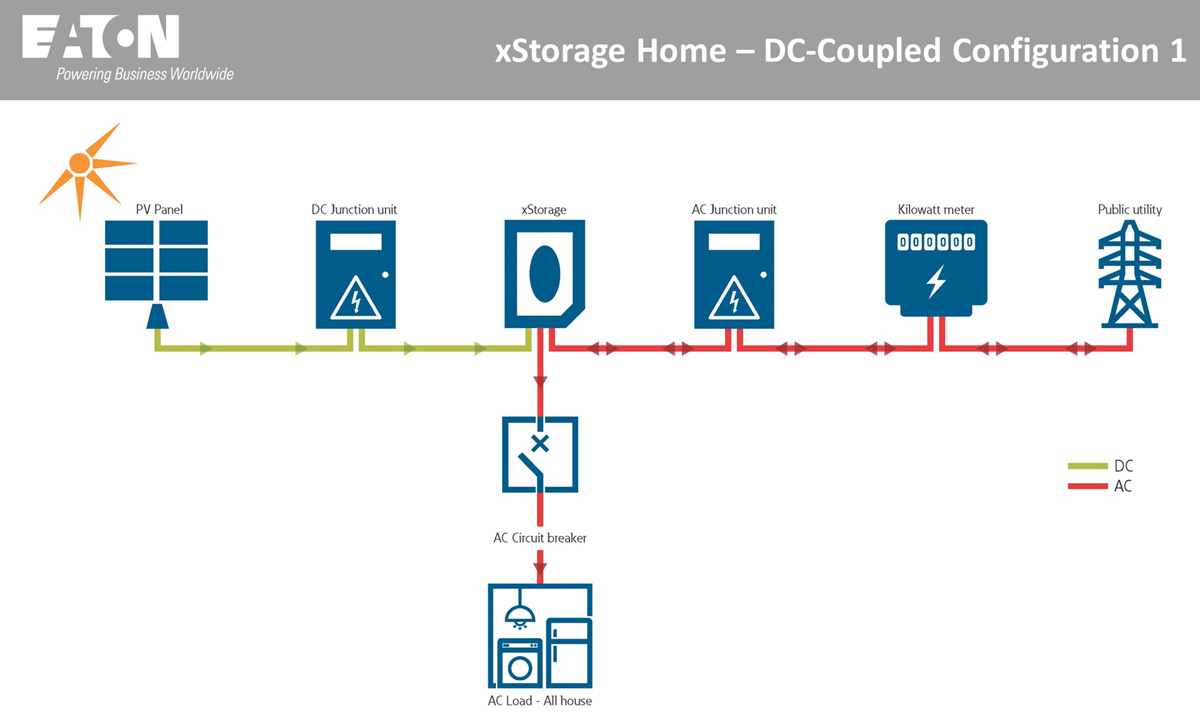 EATON
Powering Business Worldwide
xStorage Home – DC-Coupled Configuration 1
PV Panel
DC Junction unit
xStorage
AC Junction unit
Kilowatt meter
Public utility
000000
DC
AC
AC Circuit breaker
AC Load - All house